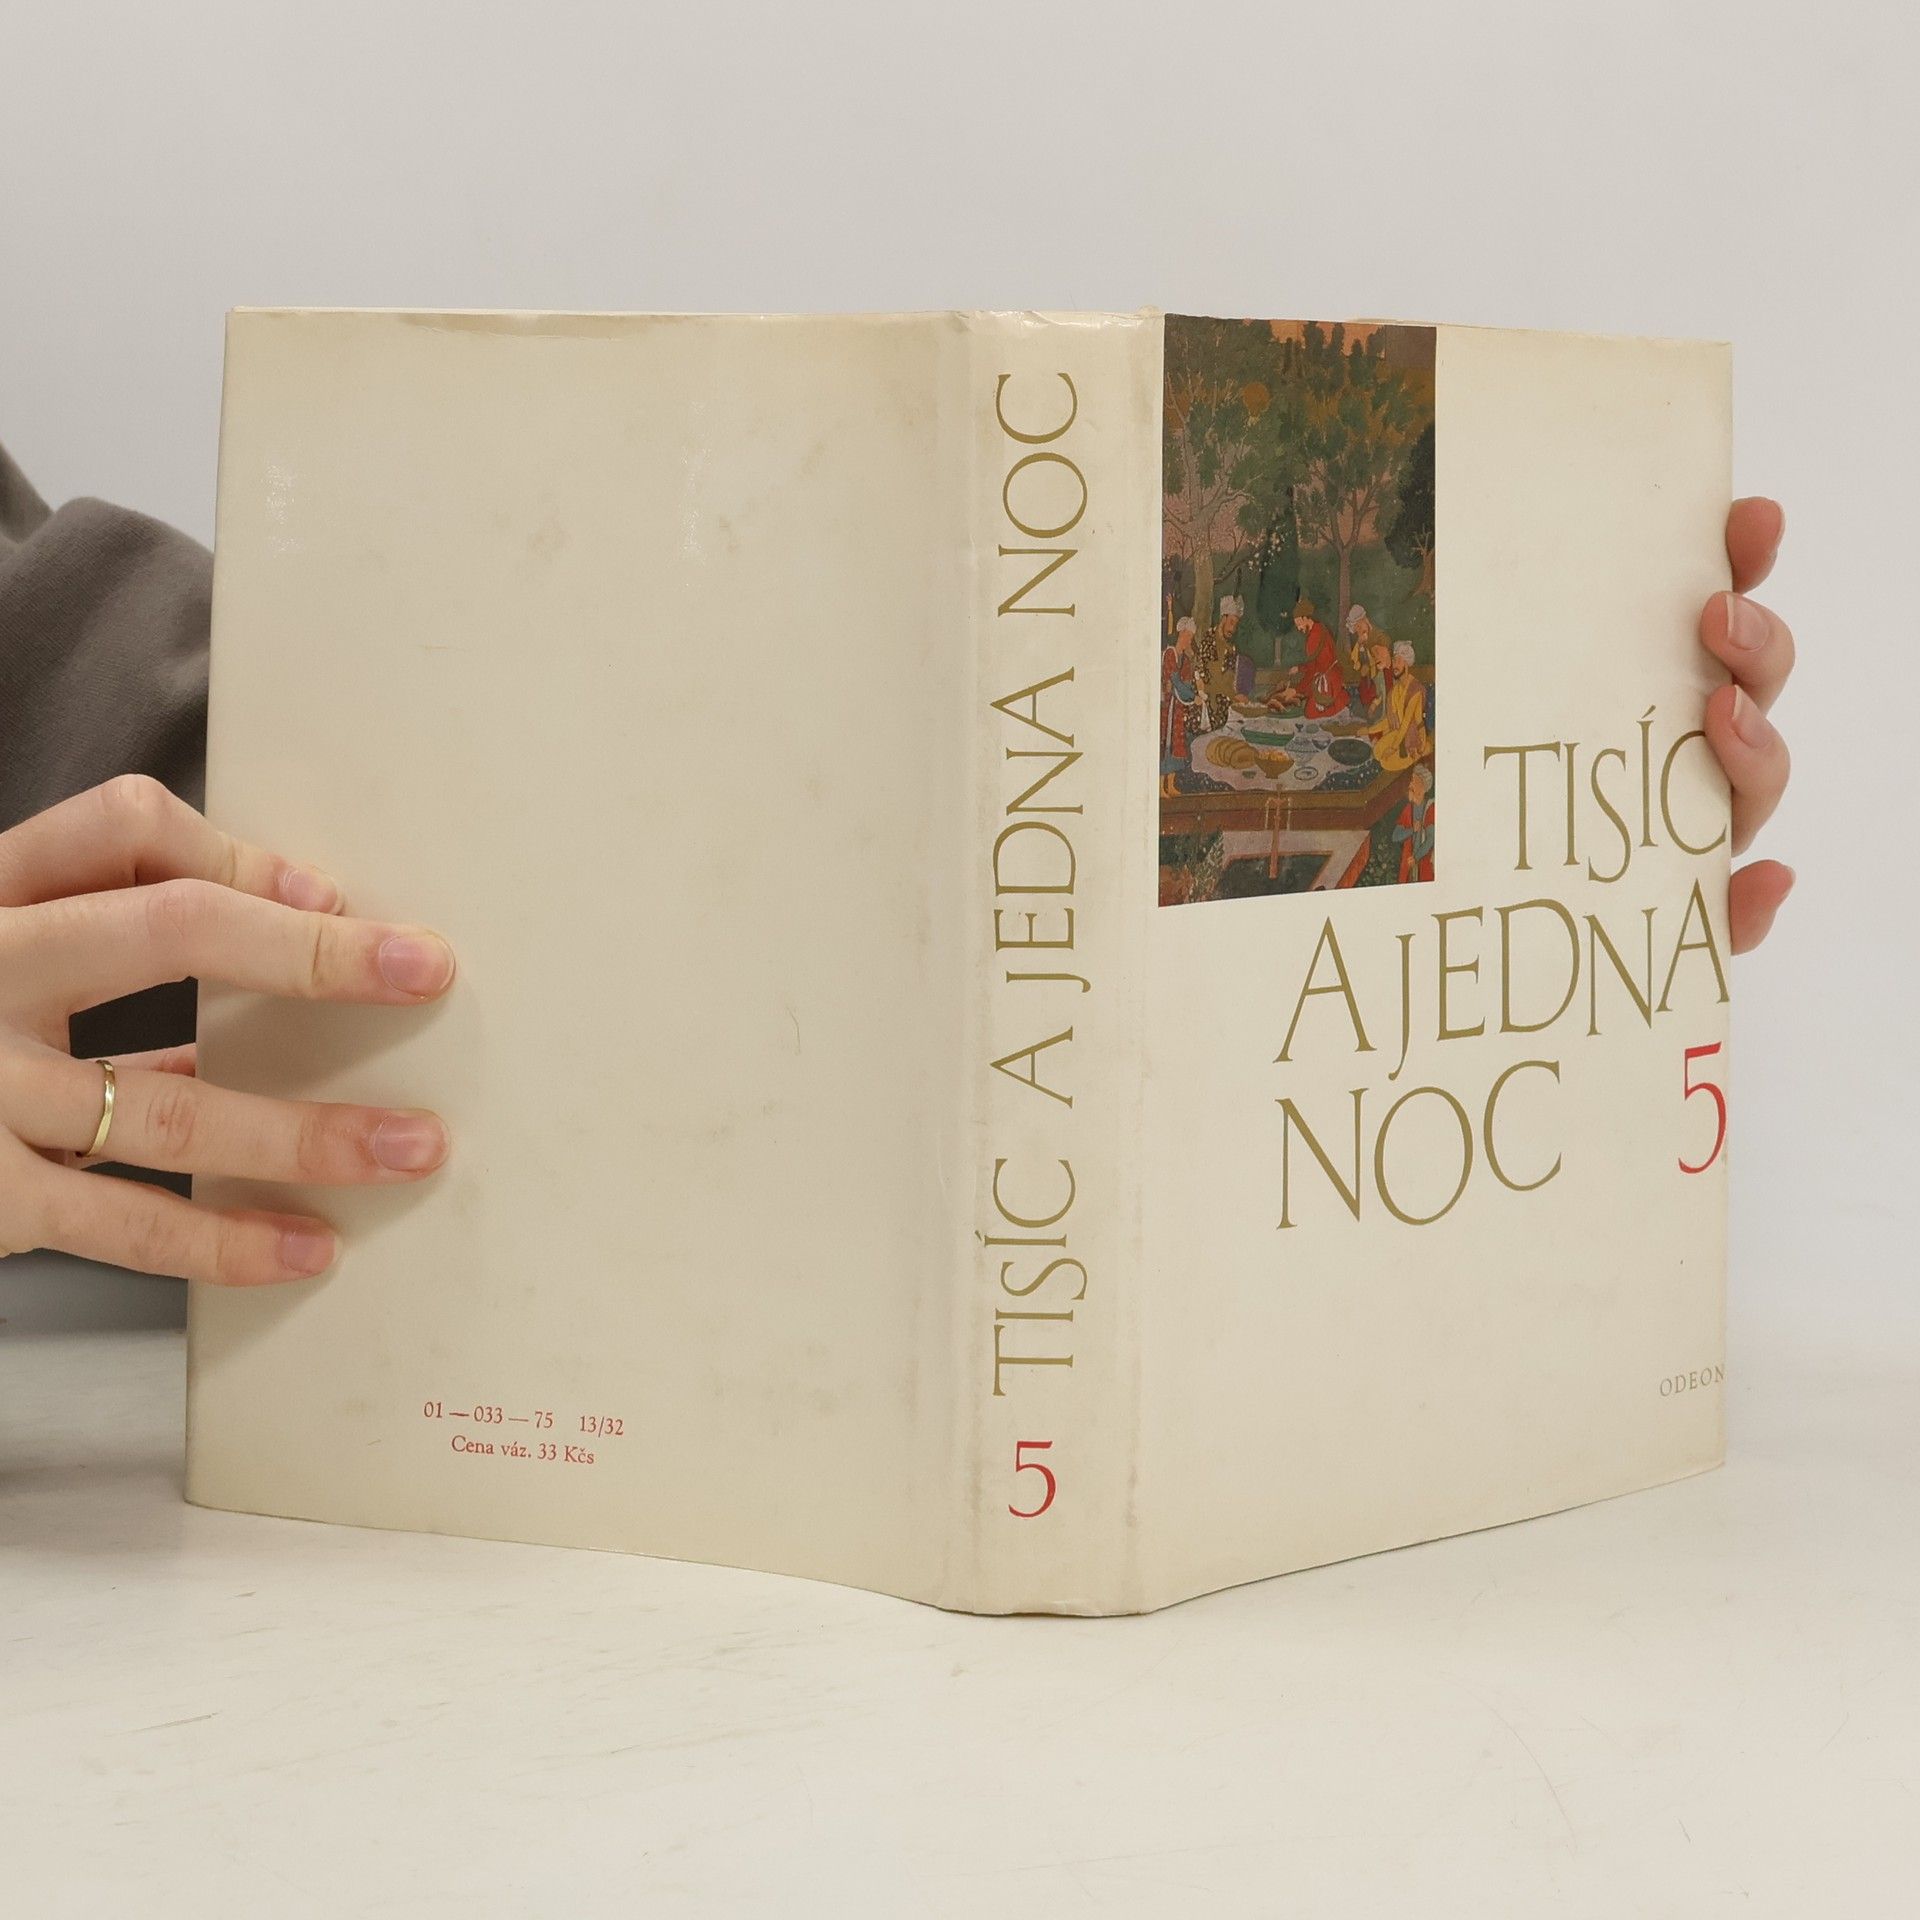 01 — 033 — 75 13/32
Cena váz. 33 Kčs
TISÍC A JEDNA NOC
5
TISÍC
A JEDNA
NOC 5
ODEON